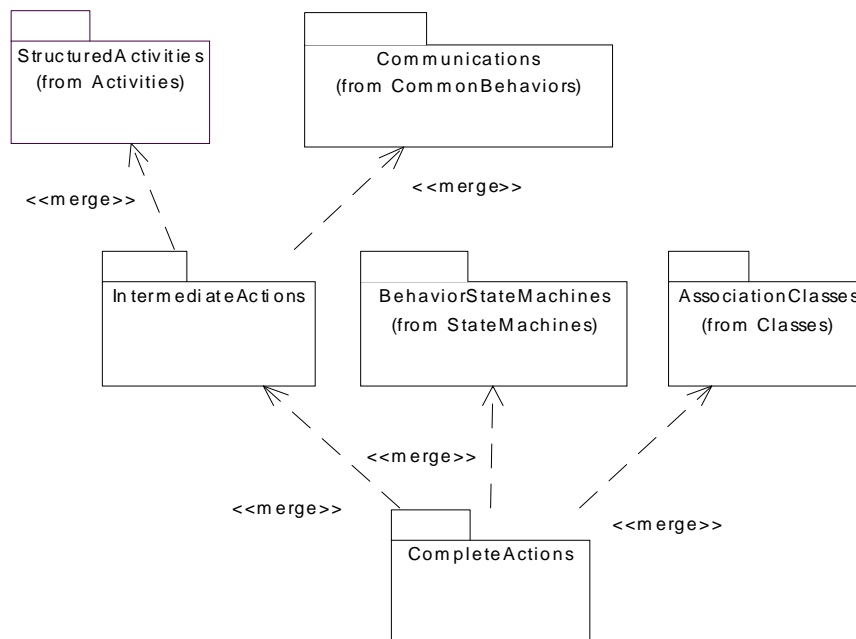 StructuredActivities
(from Activities)
Communications
(from CommonBehaviors)
<<merge>>
<<merge>>
IntermediateActions
BehaviorStateMachines
(from StateMachines)
AssociationClasses
(from Classes)
<<merge>>
<<merge>>
<<merge>>
CompleteActions